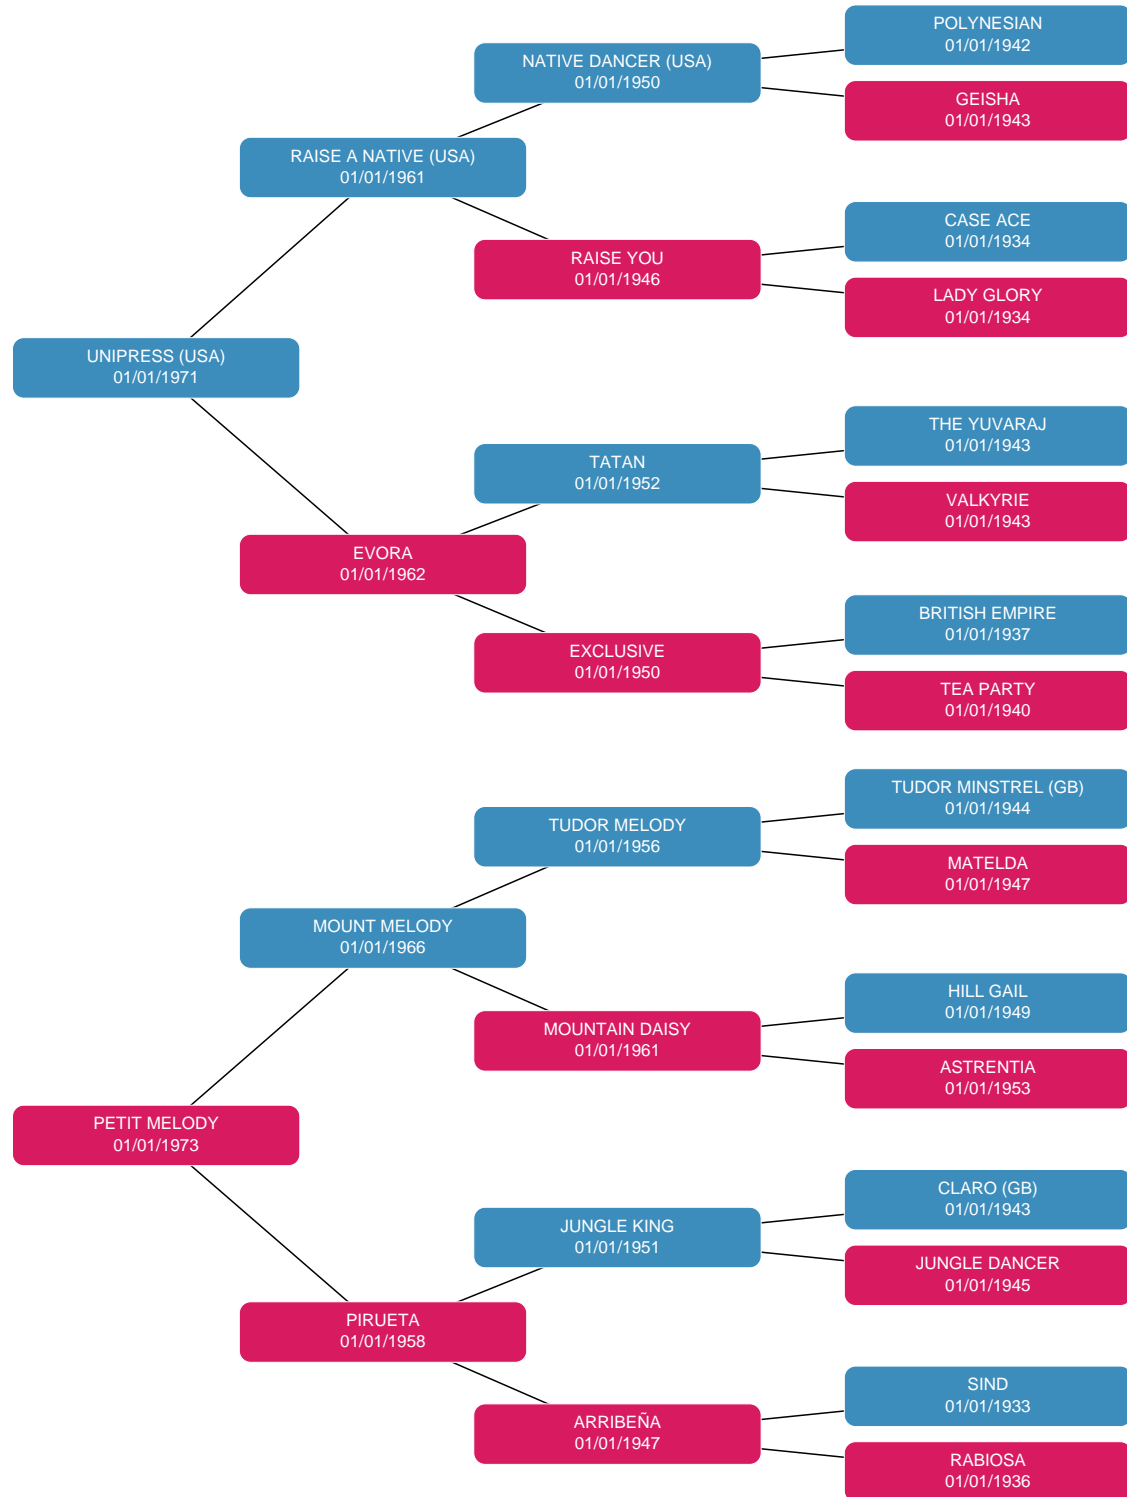 POLYNESIAN
01/01/1942
NATIVE DANCER (USA)
01/01/1950
GEISHA
01/01/1943
RAISE A NATIVE (USA)
01/01/1961
CASE ACE
01/01/1934
RAISE YOU
01/01/1946
LADY GLORY
01/01/1934
UNIPRESS (USA)
01/01/1971
THE YUVARAJ
01/01/1943
TATAN
01/01/1952
VALKYRIE
01/01/1943
EVORA
01/01/1962
BRITISH EMPIRE
01/01/1937
EXCLUSIVE
01/01/1950
TEA PARTY
01/01/1940
TUDOR MINSTREL (GB)
01/01/1944
TUDOR MELODY
01/01/1956
MATELDA
01/01/1947
MOUNT MELODY
01/01/1966
HILL GAIL
01/01/1949
MOUNTAIN DAISY
01/01/1961
ASTRENTIA
01/01/1953
PETIT MELODY
01/01/1973
CLARO (GB)
01/01/1943
JUNGLE KING
01/01/1951
JUNGLE DANCER
01/01/1945
PIRUETA
01/01/1958
SIND
01/01/1933
ARRIBEÑA
01/01/1947
RABIOSA
01/01/1936